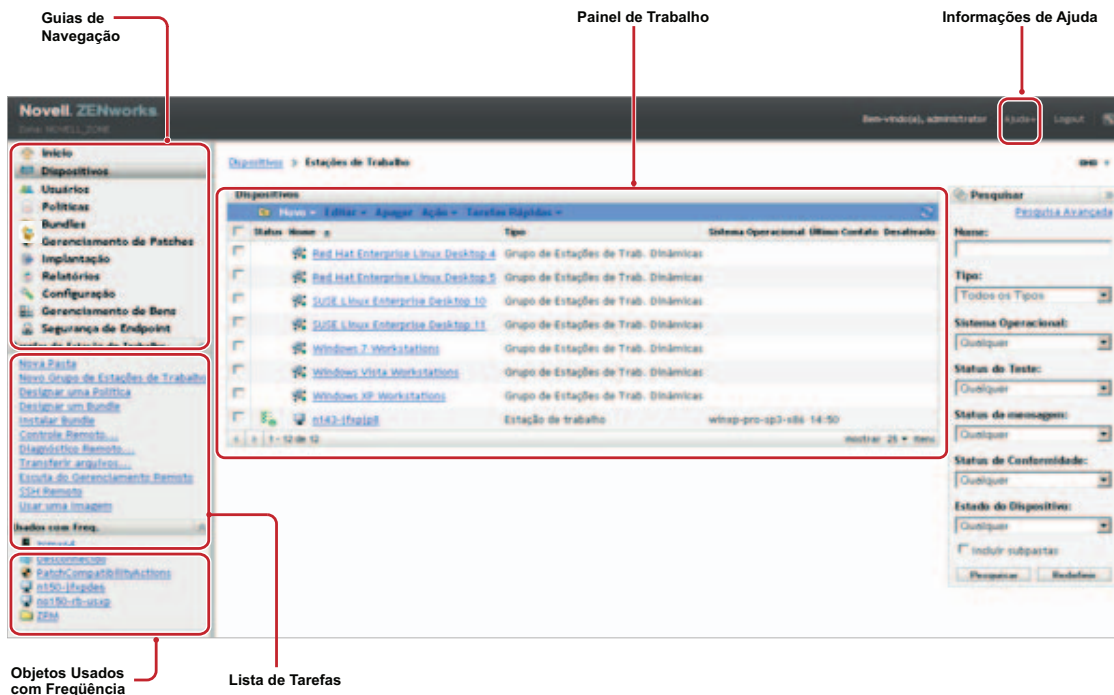 Guias de
Navegação
Painel de Trabalho
Informações de Ajuda
Novell ZENworks
Zona: NOVELL_ZONE
Bem-vindo(a), administrator
Ajuda
Logout
Início
Dispositivos
Usuários
Políticas
Bundles
Gerenciamento de Patches
Implantação
Relatórios
Configuração
Gerenciamento de Bens
Segurança de Endpoint
Tarefas da Estação de Trabalho
Nova Pasta
Novo Grupo de Estações de Trabalho
Designar uma Política
Designar um Bundle
Instalar Bundle
Controle Remoto...
Diagnóstico Remoto...
Transferir arquivos...
Escuta do Gerenciamento Remoto
SSH Remoto
Usar uma Imagem
Usados com Freq.
Desconhecido
PatchCompatibilityActions
ZPM
Dispositivos > Estações de Trabalho
Dispositivos
Novo Editar Apagar Ação Tarefas Rápidas
Status Nome Tipo Sistema Operacional Último Contato Desativado
Red Hat Enterprise Linux Desktop 4 Grupo de Estações de Trab. Dinâmicas
Red Hat Enterprise Linux Desktop 5 Grupo de Estações de Trab. Dinâmicas
SUSE Linux Enterprise Desktop 10 Grupo de Estações de Trab. Dinâmicas
SUSE Linux Enterprise Desktop 11 Grupo de Estações de Trab. Dinâmicas
Windows 7 Workstations Grupo de Estações de Trab. Dinâmicas
Windows Vista Workstations Grupo de Estações de Trab. Dinâmicas
Windows XP Workstations Grupo de Estações de Trab. Dinâmicas
Estação de trabalho winxp-pro-sp3-x86 14:50
1 - 12 de 12 mostrar 25 itens
Pesquisar
Pesquisa Avançada
Nome:
Tipo:
Todos os Tipos
Sistema Operacional:
Qualquer
Status do Teste:
Qualquer
Status da mensagem:
Qualquer
Status de Conformidade:
Qualquer
Estado do Dispositivo:
Qualquer
Incluir subpastas
Pesquisar Redefinir
Objetos Usados
com Freqüência
Lista de Tarefas